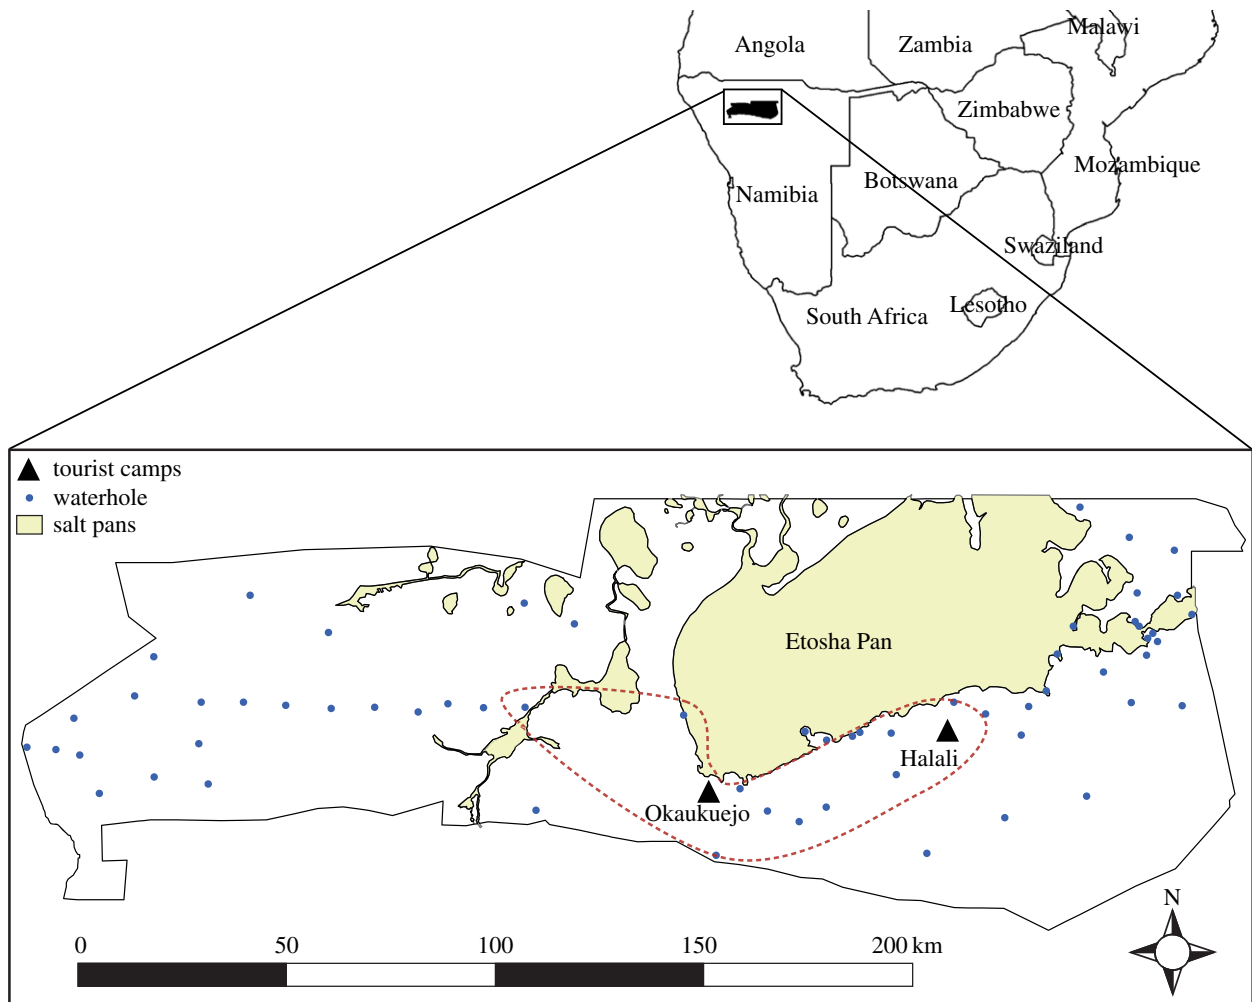 Malawi
Angola
Zambia
Zimbabwe
Mozambique
Botswana
Namibia
Swaziland
Lesotho
South Africa
tourist camps
waterhole
salt pans
Etosha Pan
Halali
Okaukuejo
N
0 50 100 150 200 km